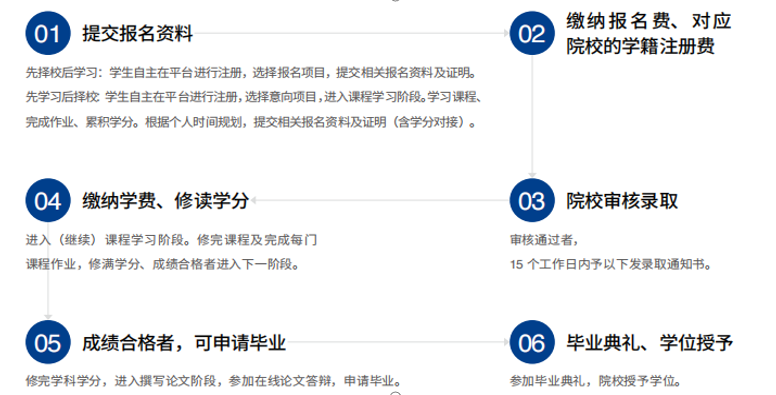 01 提交报名资料
先择校后学习：学生自主在平台进行注册，选择报名项目，提交相关报名资料及证明。
先学习后择校 学生自主在平台进行注册，选择意向项目，进入课程学习阶段。学习课程、
完成作业、累积学分。根据个人时间规划，提交相关报名资料及证明（含学分对接）。
02 缴纳报名费、对应
院校的学籍注册费
03 院校审核录取
审核通过者，
15 个工作日内予以下发录取通知书。
04 缴纳学费、修读学分
进入（继续）课程学习阶段。修完课程及完成每门
课程作业，修满学分、成绩合格者进入下一阶段。
05 成绩合格者，可申请毕业
修完学科学分，进入撰写论文阶段，参加在线论文答辩，申请毕业。
06 毕业典礼、学位授予
参加毕业典礼，院校授予学位。